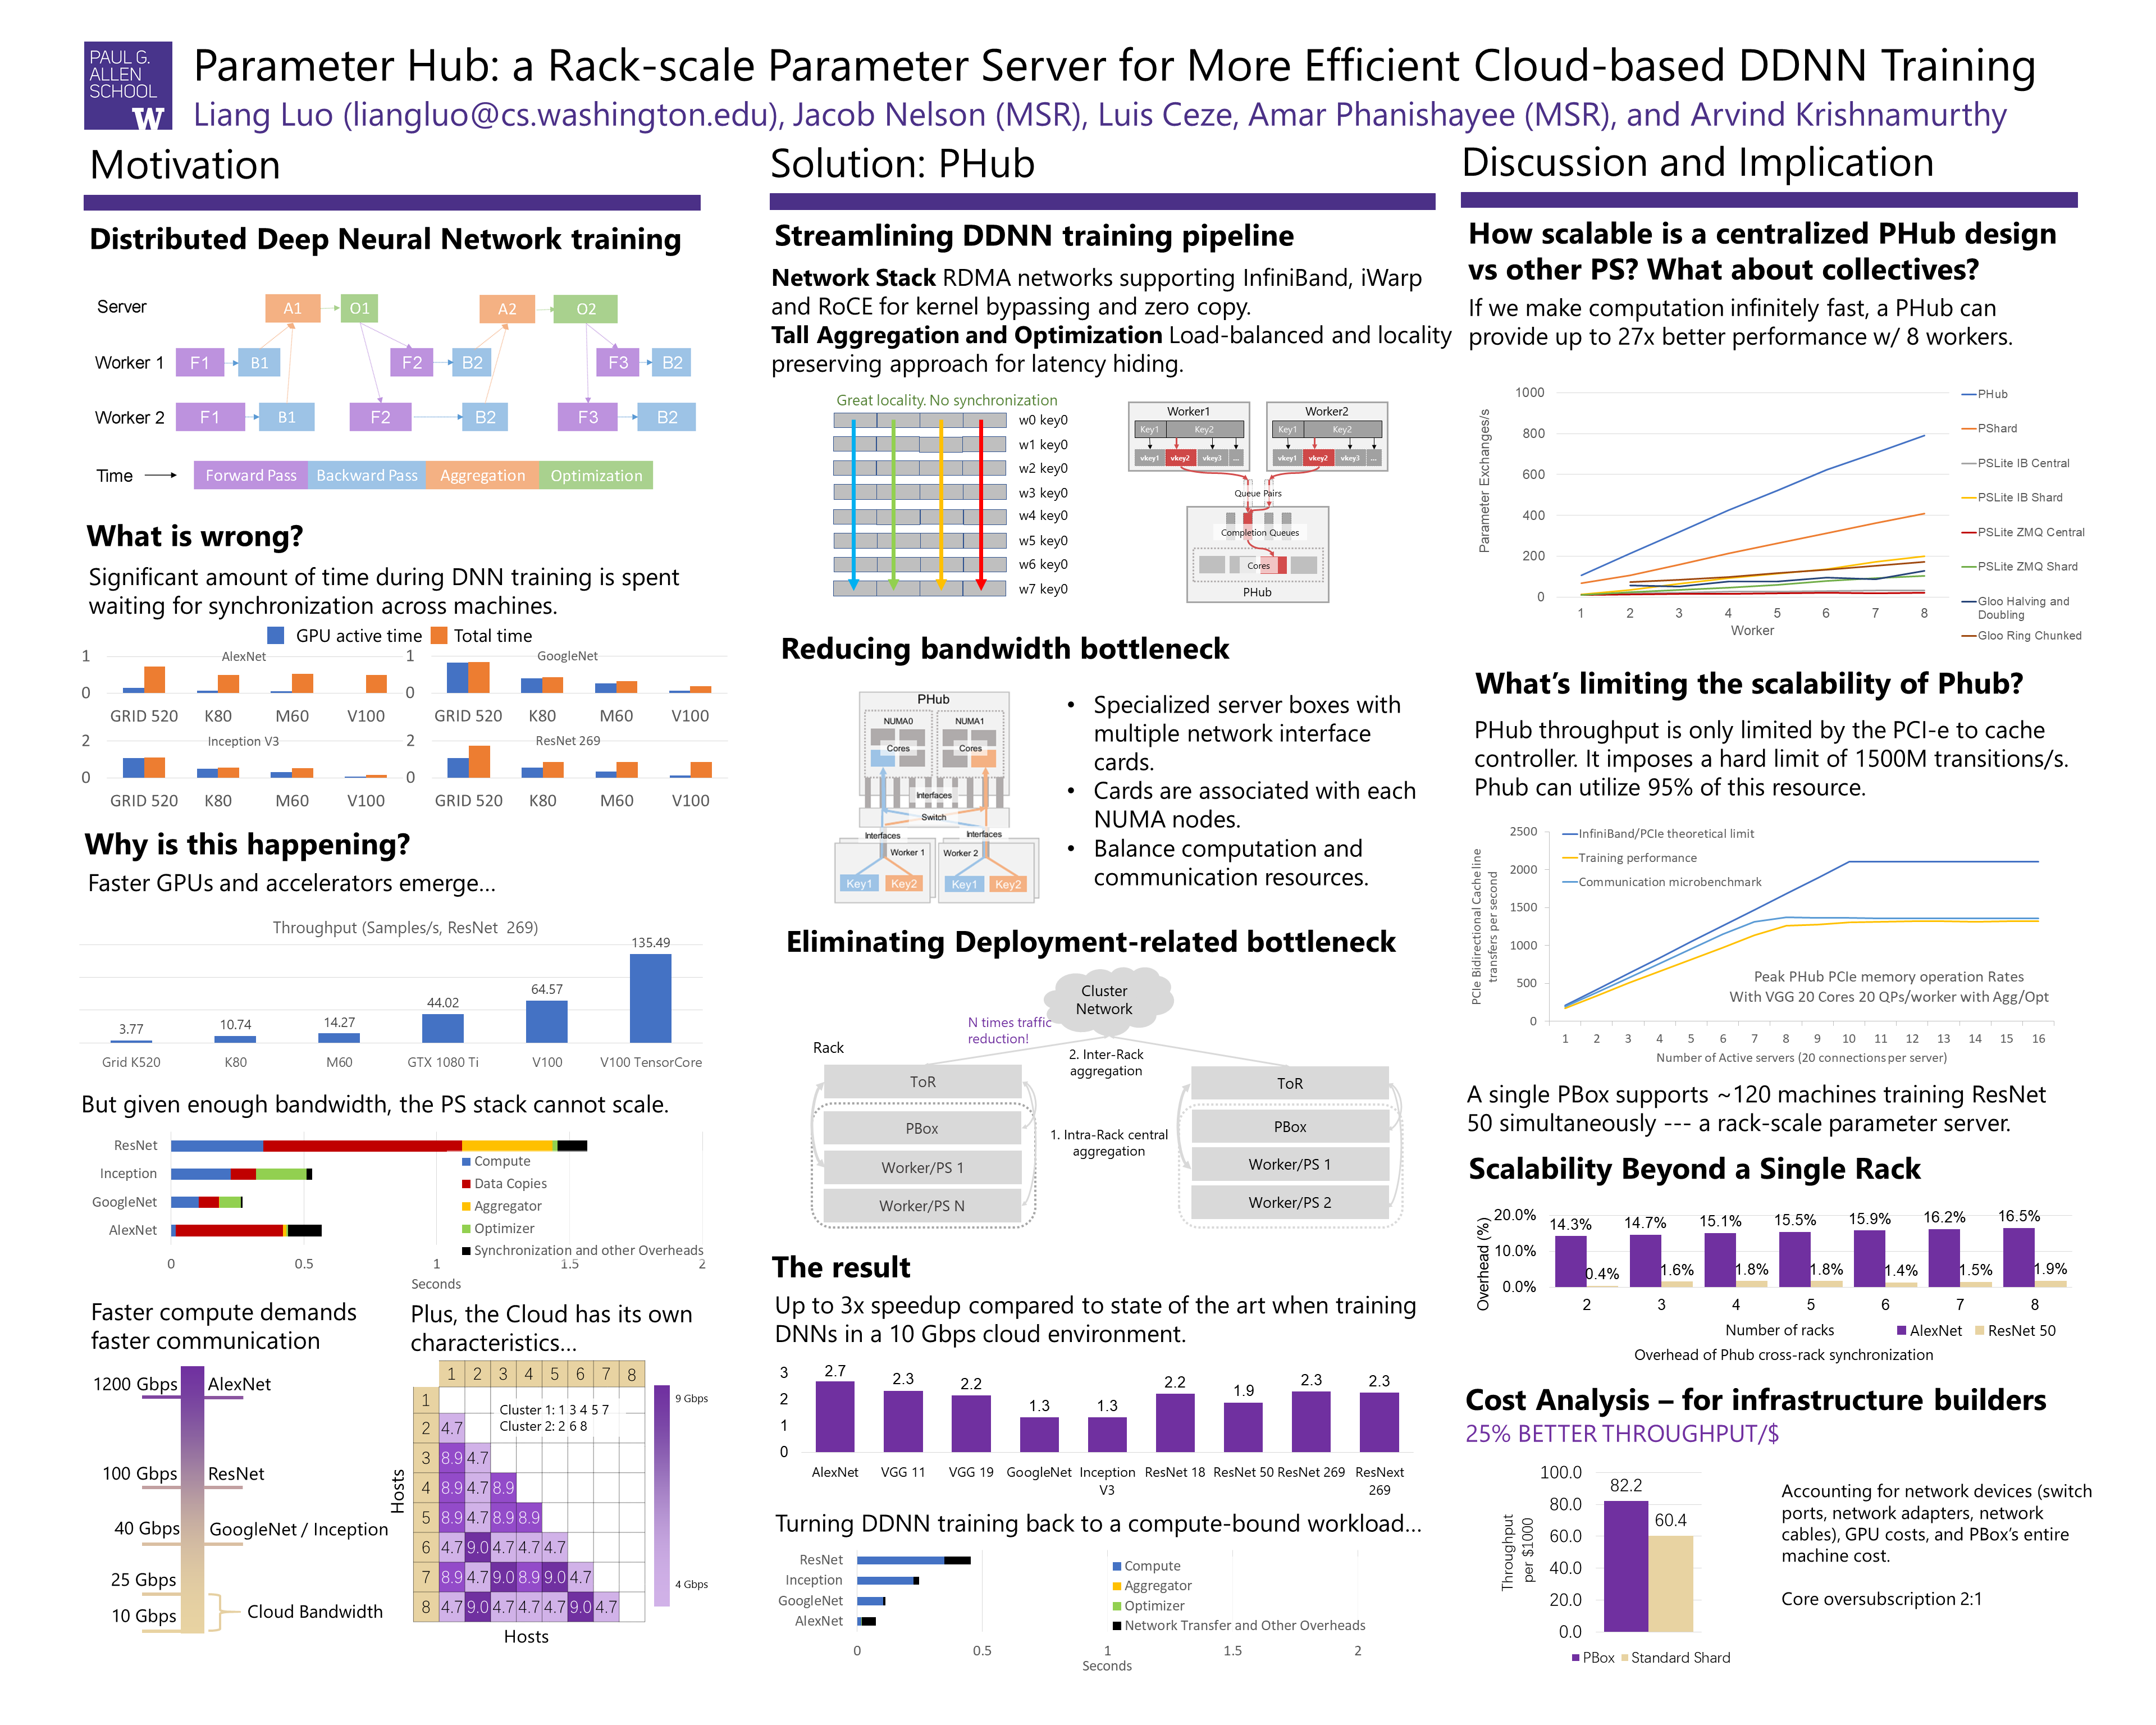 PAUL G.
ALLEN
SCHOOL
W
Parameter Hub: a Rack-scale Parameter Server for More Efficient Cloud-based DDNN Training
Liang Luo (liangluo@cs.washington.edu), Jacob Nelson (MSR), Luis Ceze, Amar Phanishayee (MSR), and Arvind Krishnamurthy
Motivation
Distributed Deep Neural Network training
Server A1 O1 A2 O2
Worker 1 F1 B1 F2 B2 F3 B2
Worker 2 F1 B1 F2 B2 F3 B2
Time Forward Pass Backward Pass Aggregation Optimization
What is wrong?
Significant amount of time during DNN training is spent
waiting for synchronization across machines.
GPU active time Total time
1 AlexNet 1 GoogleNet
0 0
GRID 520 K80 M60 V100 GRID 520 K80 M60 V100
2 Inception V3 2 ResNet 269
0 0
GRID 520 K80 M60 V100 GRID 520 K80 M60 V100
Why is this happening?
Faster GPUs and accelerators emerge...
Throughput (Samples/s, ResNet 269)
3.77 10.74 14.27 44.02 64.57 135.49
Grid K520 K80 M60 GTX 1080 Ti V100 V100 TensorCore
But given enough bandwidth, the PS stack cannot scale.
ResNet
Inception
GoogleNet
AlexNet
Compute
Data Copies
Aggregator
Optimizer
Synchronization and other Overheads
0 0.5 1 1.5 2
Seconds
Faster compute demands
faster communication
1200 Gbps AlexNet
100 Gbps ResNet
40 Gbps GoogleNet / Inception
25 Gbps
10 Gbps Cloud Bandwidth
Plus, the Cloud has its own
characteristics...
1 2 3 4 5 6 7 8
1
2 4.7
3 8.9 4.7
4 8.9 4.7 8.9
5 8.9 4.7 8.9 8.9
6 4.7 9.0 4.7 4.7 4.7
7 8.9 4.7 9.0 8.9 9.0 4.7
8 4.7 9.0 4.7 4.7 4.7 9.0 4.7
Cluster 1: 1 3 4 5 7
Cluster 2: 2 6 8
Hosts
Hosts
9 Gbps
4 Gbps
Solution: PHub
Streamlining DDNN training pipeline
Network Stack RDMA networks supporting InfiniBand, iWarp
and RoCE for kernel bypassing and zero copy.
Tall Aggregation and Optimization Load-balanced and locality
preserving approach for latency hiding.
Great locality. No synchronization
w0 key0
w1 key0
w2 key0
w3 key0
w4 key0
w5 key0
w6 key0
w7 key0
Worker1 Worker2
Key1 Key2 Key1 Key2
vkey1 vkey2 vkey3 ... vkey1 vkey2 vkey3 ...
Queue Pairs
Completion Queues
Cores
PHub
Reducing bandwidth bottleneck
PHub
NUMA0 NUMA1
Cores Cores
Interfaces
Switch
Interfaces Interfaces
Worker 1 Worker 2
Key1 Key2 Key1 Key2
• Specialized server boxes with
multiple network interface
cards.
• Cards are associated with each
NUMA nodes.
• Balance computation and
communication resources.
Eliminating Deployment-related bottleneck
Cluster
Network
N times traffic
reduction!
Rack
2. Inter-Rack
aggregation
1. Intra-Rack central
aggregation
ToR
PBox
Worker/PS 1
Worker/PS N
ToR
PBox
Worker/PS 1
Worker/PS 2
The result
Up to 3x speedup compared to state of the art when training
DNNs in a 10 Gbps cloud environment.
3
2
1
0
2.7 2.3 2.2 1.3 1.3 2.2 1.9 2.3 2.3
AlexNet VGG 11 VGG 19 GoogleNet Inception ResNet 18 ResNet 50 ResNet 269 ResNext
V3 269
Turning DDNN training back to a compute-bound workload...
ResNet
Inception
GoogleNet
AlexNet
Compute
Aggregator
Optimizer
Network Transfer and Other Overheads
0 0.5 1 1.5 2
Seconds
Discussion and Implication
How scalable is a centralized PHub design
vs other PS? What about collectives?
If we make computation infinitely fast, a PHub can
provide up to 27x better performance w/ 8 workers.
Parameter Exchanges/s
1000
800
600
400
200
0
1 2 3 4 5 6 7 8
Worker
PHub
PShard
PSLite IB Central
PSLite IB Shard
PSLite ZMQ Central
PSLite ZMQ Shard
Gloo Halving and
Doubling
Gloo Ring Chunked
What's limiting the scalability of Phub?
PHub throughput is only limited by the PCI-e to cache
controller. It imposes a hard limit of 1500M transitions/s.
Phub can utilize 95% of this resource.
PCIe Bidirectional Cache line
transfers per second
2500
2000
1500
1000
500
0
InfiniBand/PCIe theoretical limit
Training performance
Communication microbenchmark
Peak PHub PCIe memory operation Rates
With VGG 20 Cores 20 QPs/worker with Agg/Opt
1 2 3 4 5 6 7 8 9 10 11 12 13 14 15 16
Number of Active servers (20 connections per server)
A single PBox supports ~120 machines training ResNet
50 simultaneously --- a rack-scale parameter server.
Scalability Beyond a Single Rack
Overhead (%)
20.0%
10.0%
0.0%
14.3% 14.7% 15.1% 15.5% 15.9% 16.2% 16.5%
0.4% 1.6% 1.8% 1.8% 1.4% 1.5% 1.9%
2 3 4 5 6 7 8
Number of racks AlexNet ResNet 50
Overhead of Phub cross-rack synchronization
Cost Analysis – for infrastructure builders
25% BETTER THROUGHPUT/$
Throughput
per $1000
100.0
80.0
60.0
40.0
20.0
0.0
82.2
60.4
PBox Standard Shard
Accounting for network devices (switch
ports, network adapters, network
cables), GPU costs, and PBox's entire
machine cost.
Core oversubscription 2:1